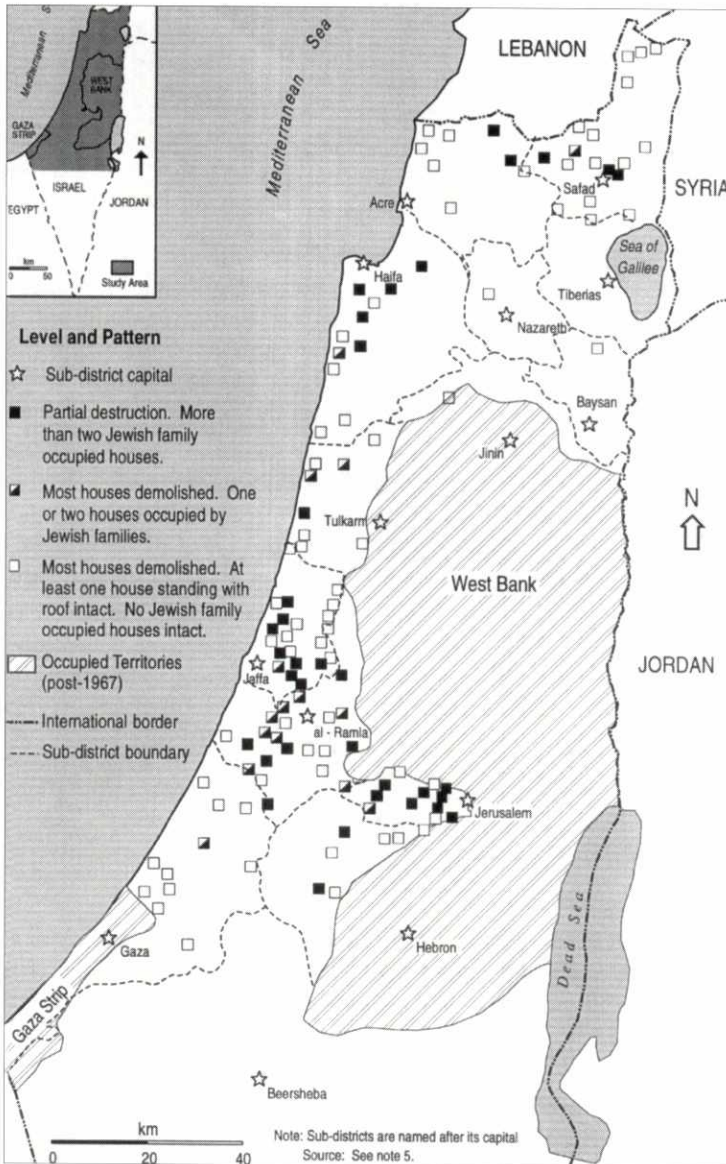 Mediterranean S
WEST
BANK
GAZA
STRIP
N
ISRAEL
EGYPT
JORDAN
km
0 50
Study Area
Mediterranean Sea
LEBANON
SYRIA
Safad
Acre
Sea of
Galilee
Haifa
Tiberias
Nazareth
Baysan
Jinin
Tulkarm
N
West Bank
JORDAN
Jaffa
al - Ramla
Jerusalem
Hebron
Dead Sea
Gaza
Gaza Strip
Beersheba
Level and Pattern
Sub-district capital
Partial destruction. More
than two Jewish family
occupied houses.
Most houses demolished. One
or two houses occupied by
Jewish families.
Most houses demolished. At
least one house standing with
roof intact. No Jewish family
occupied houses intact.
Occupied Territories
(post-1967)
International border
Sub-district boundary
km
0 20 40
Note: Sub-districts are named after its capital
Source: See note 5.